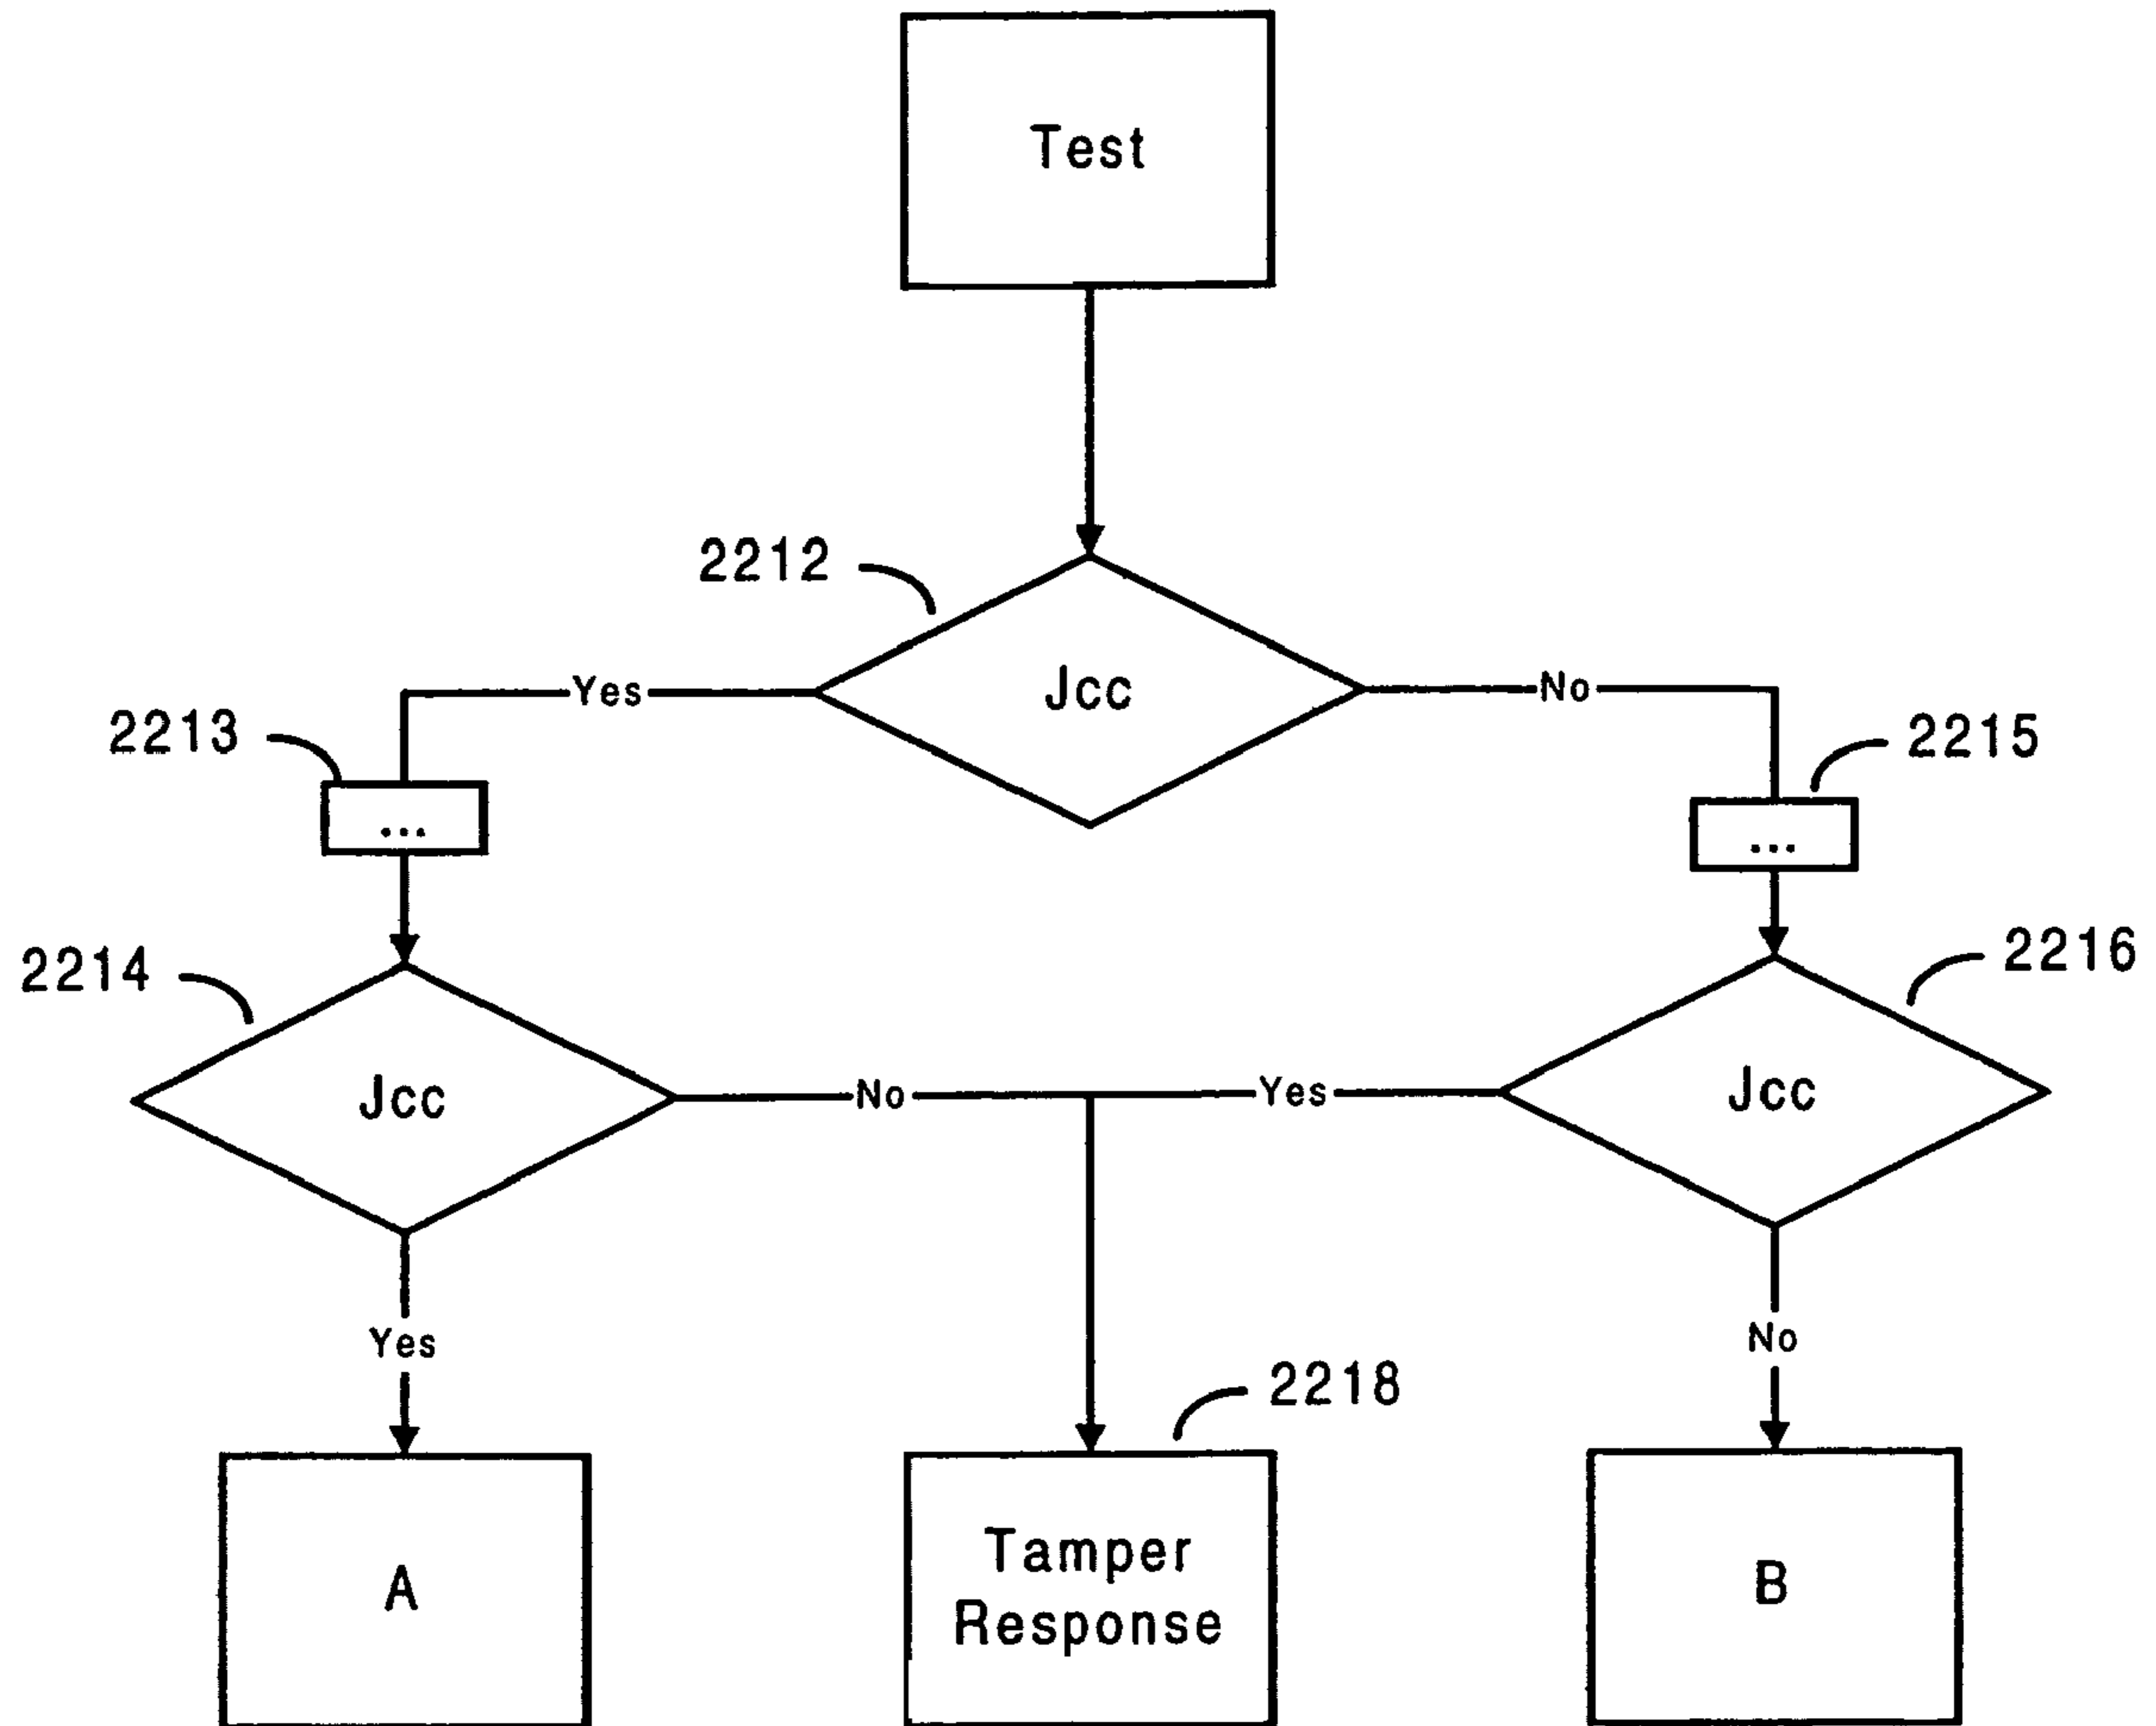 Test
2212
Jcc
Yes
No
2213
...
2215
...
2214
Jcc
No
Yes
2216
Jcc
Yes
No
2218
A
Tamper
Response
B